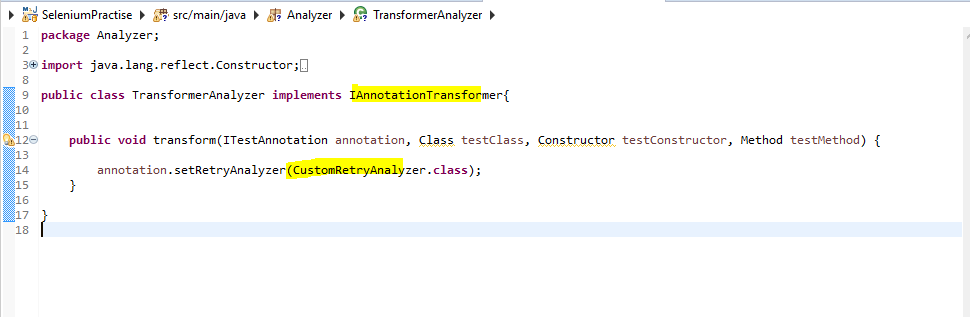 SeleniumPractise src/main/java Analyzer TransformerAnalyzer
1 package Analyzer;
2
3 import java.lang.reflect.Constructor;
8
9 public class TransformerAnalyzer implements IAnnotationTransformer{
10
11
12 public void transform(ITestAnnotation annotation, Class testClass, Constructor testConstructor, Method testMethod) {
13
14 annotation.setRetryAnalyzer(CustomRetryAnalyzer.class);
15 }
16
17 }
18